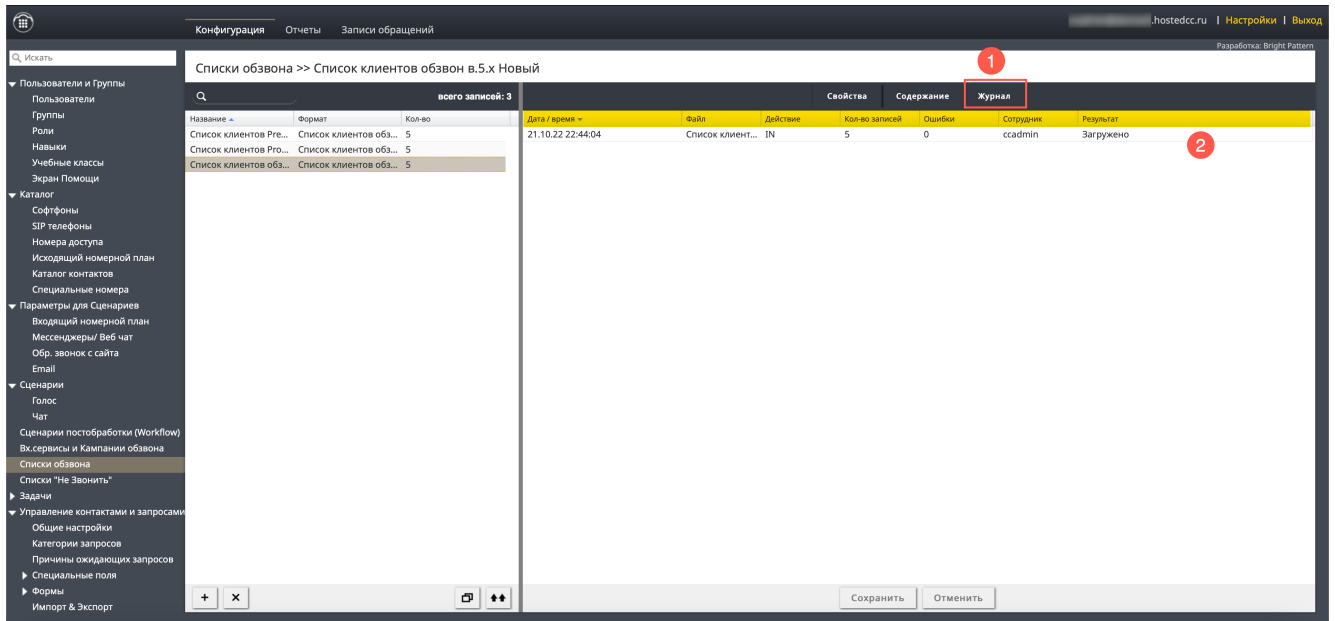 .hostedcc.ru | Настройки | Выход
Конфигурация Отчеты Записи обращений
Разработка: Bright Pattern
Искать
Списки обзвона >> Список клиентов обзвон в.5.x Новый
1
Пользователи и Группы
Пользователи
Группы
Роли
Навыки
Учебные классы
Экран Помощи
Каталог
Софтфоны
SIP телефоны
Номера доступа
Исходящий номерной план
Каталог контактов
Специальные номера
Параметры для Сценариев
Входящий номерной план
Мессенджеры/ Веб чат
Обр. звонок с сайта
Email
Сценарии
Голос
Чат
Сценарии постобработки (Workflow)
Вх.сервисы и Кампании обзвона
Списки обзвона
Списки "Не Звонить"
Задачи
Управление контактами и запросами
Общие настройки
Категории запросов
Причины ожидающих запросов
Специальные поля
Формы
Импорт & Экспорт
всего записей: 3
Название Формат Кол-во
Список клиентов Pre... Список клиентов обз... 5
Список клиентов Pro... Список клиентов обз... 5
Список клиентов обз... Список клиентов обз... 5
Свойства Содержание Журнал
Дата / время Файл Действие Кол-во записей Ошибки Сотрудник Результат
21.10.22 22:44:04 Список клиент... IN 5 0 ccadmin Загружено
2
Сохранить Отменить